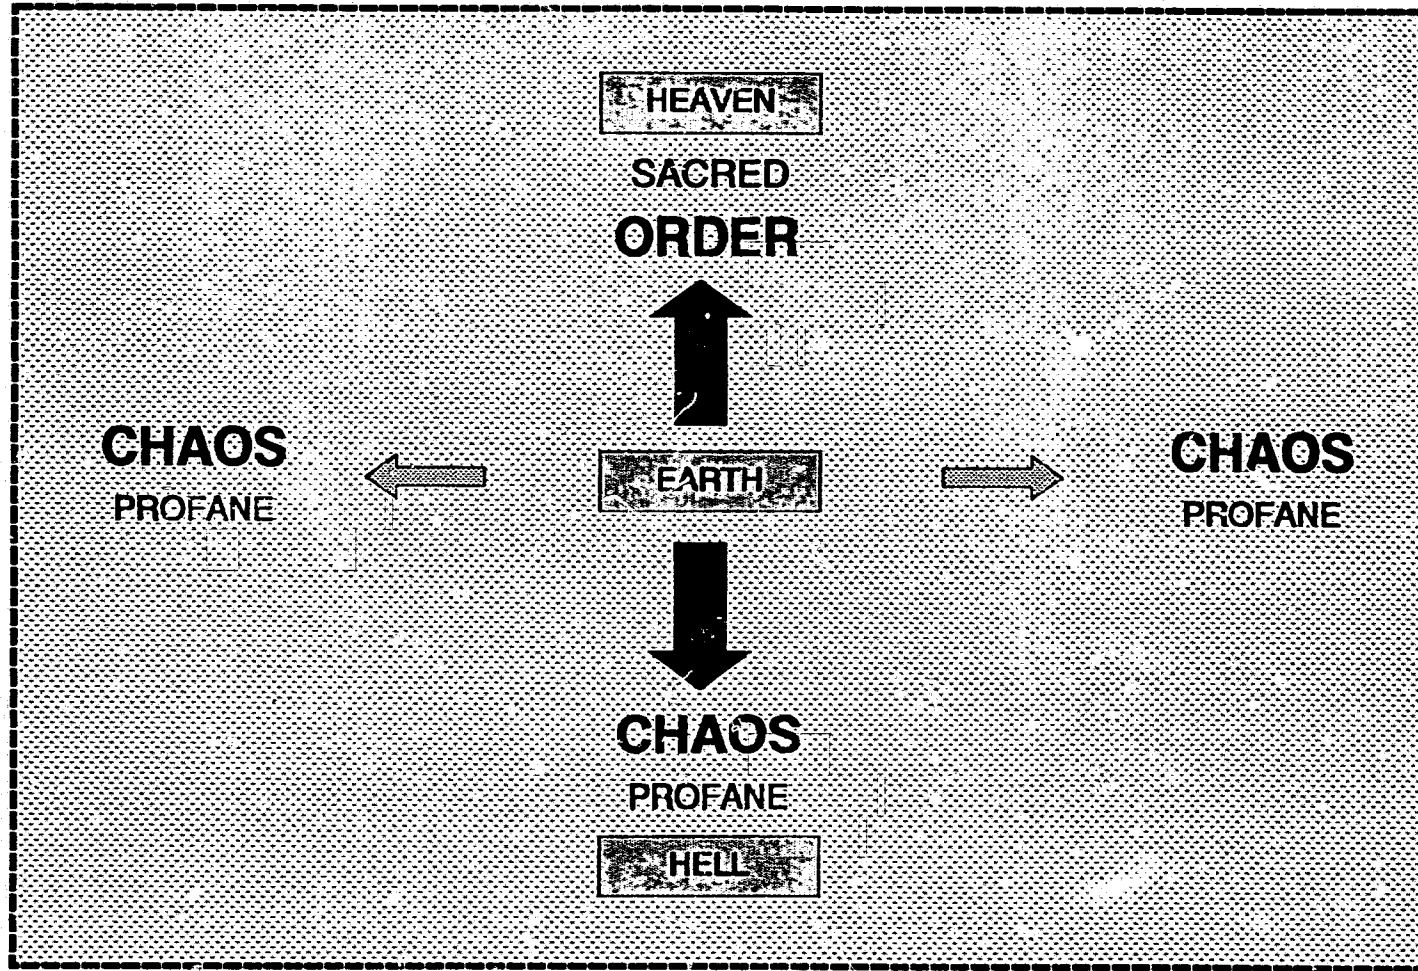 HEAVEN
SACRED
ORDER
CHAOS
PROFANE
EARTH
CHAOS
PROFANE
CHAOS
PROFANE
HELL